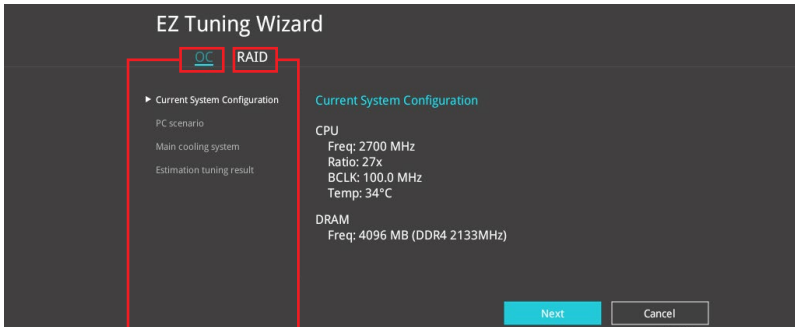 EZ Tuning Wizard
OC RAID
Current System Configuration
PC scenario
Main cooling system
Estimation tuning result
Current System Configuration
CPU
Freq: 2700 MHz
Ratio: 27x
BCLK: 100.0 MHz
Temp: 34°C
DRAM
Freq: 4096 MB (DDR4 2133MHz)
Next Cancel